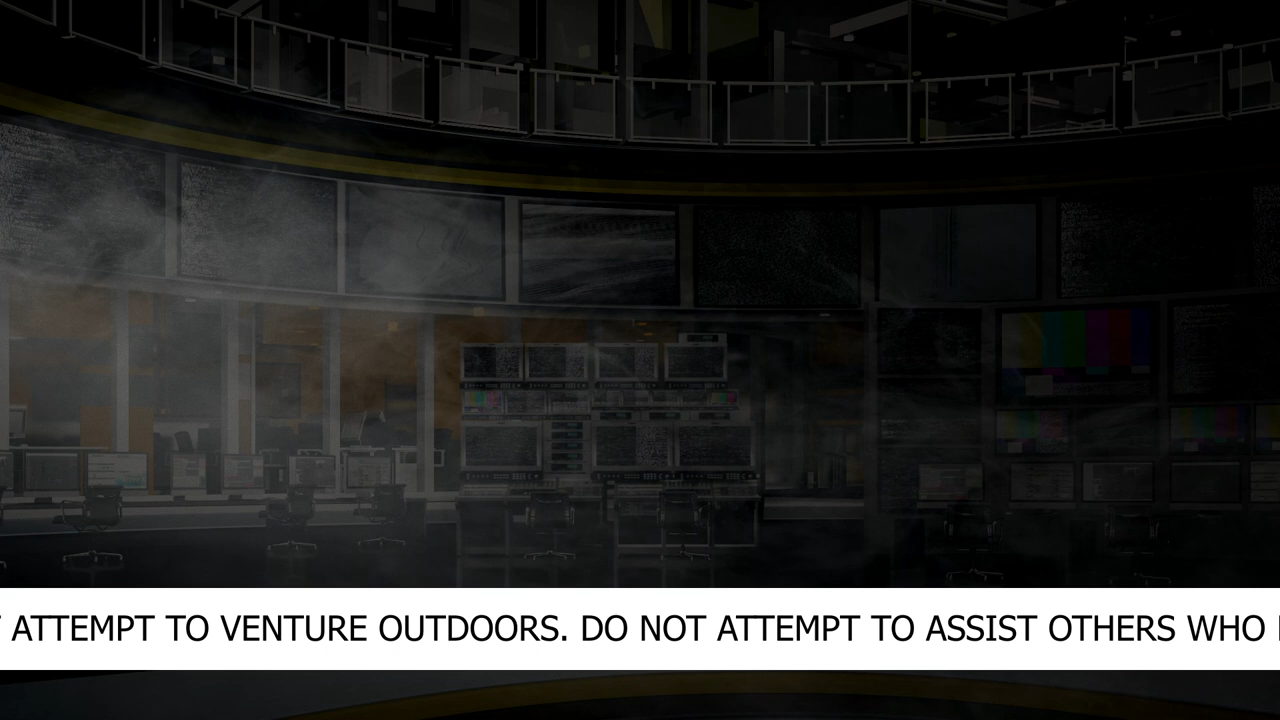 ATTEMPT TO VENTURE OUTDOORS. DO NOT ATTEMPT TO ASSIST OTHERS WHO